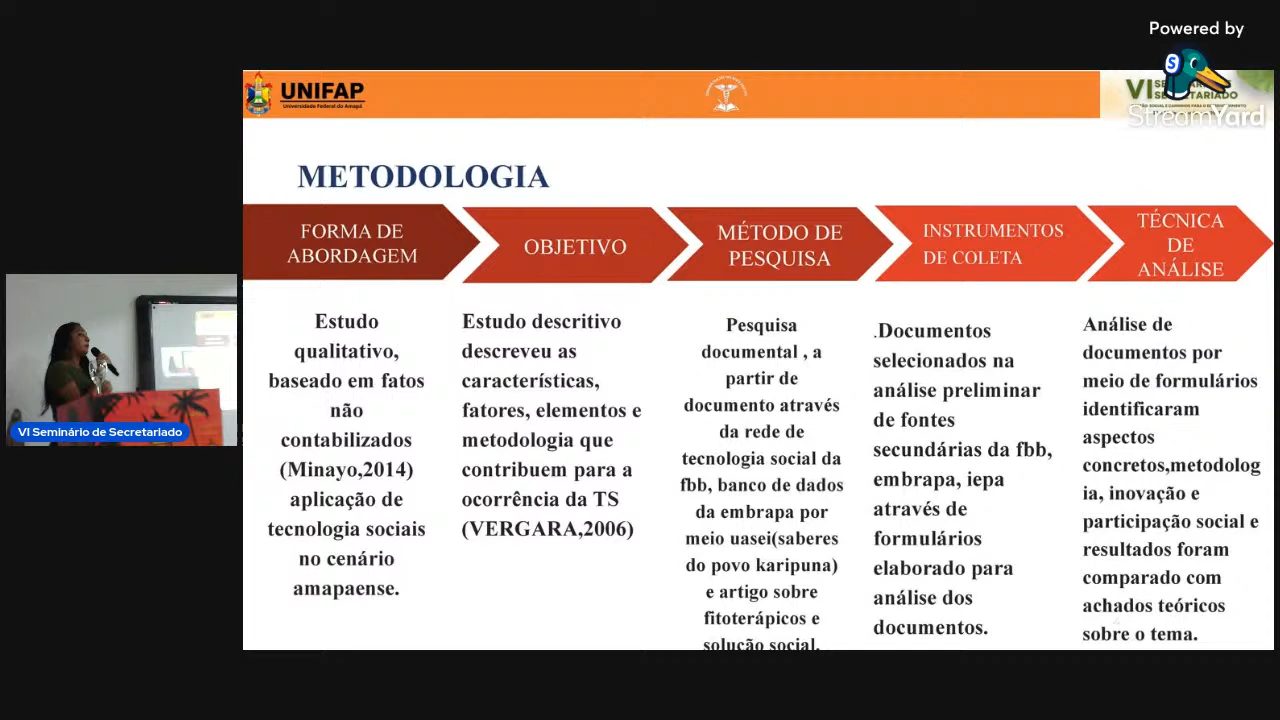 Powered by
StreamYard
UNIFAP
Universidade Federal do Amapá
VI
METODOLOGIA
FORMA DE
ABORDAGEM
OBJETIVO
MÉTODO DE
PESQUISA
INSTRUMENTOS
DE COLETA
TÉCNICA
DE
ANÁLISE
Estudo
qualitativo,
baseado em fatos
não
contabilizados
(Minayo,2014)
aplicação de
tecnologia sociais
no cenário
amapaense.
Estudo descritivo
descreveu as
características,
fatores, elementos e
metodologia que
contribuem para a
ocorrência da TS
(VERGARA,2006)
Pesquisa
documental , a
partir de
documento através
da rede de
tecnologia social da
fbb, banco de dados
da embrapa por
meio uasei(saberes
do povo karipuna)
e artigo sobre
fitoterápicos e
solução social.
.Documentos
selecionados na
análise preliminar
de fontes
secundárias da fbb,
embrapa, iepa
através de
formulários
elaborado para
análise dos
documentos.
Análise de
documentos por
meio de formulários
identificaram
aspectos
concretos,metodolog
ia, inovação e
participação social e
resultados foram
comparado com
achados teóricos
sobre o tema.
VI Seminário de Secretariado